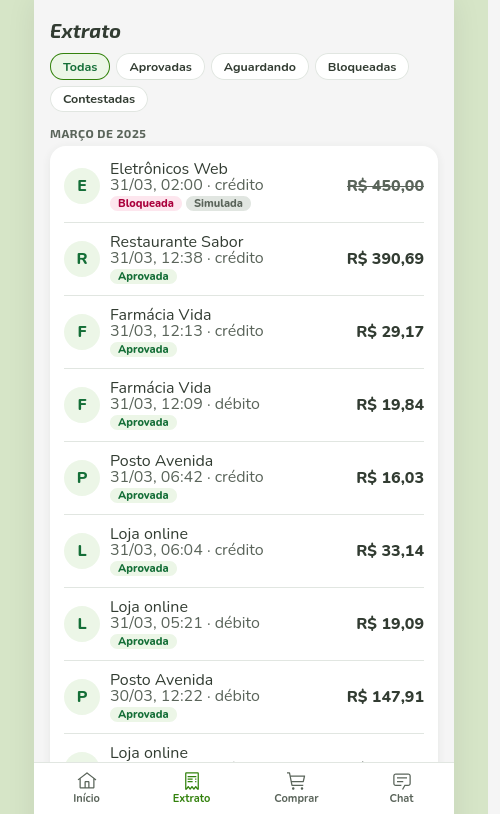 Extrato
Todas Aprovadas Aguardando Bloqueadas
Contestadas
MARÇO DE 2025
E Eletrônicos Web
31/03, 02:00 · crédito R$ 450,00
Bloqueada Simulada
R Restaurante Sabor
31/03, 12:38 · crédito R$ 390,69
Aprovada
F Farmácia Vida
31/03, 12:13 · crédito R$ 29,17
Aprovada
F Farmácia Vida
31/03, 12:09 · débito R$ 19,84
Aprovada
P Posto Avenida
31/03, 06:42 · crédito R$ 16,03
Aprovada
L Loja online
31/03, 06:04 · crédito R$ 33,14
Aprovada
L Loja online
31/03, 05:21 · débito R$ 19,09
Aprovada
P Posto Avenida
30/03, 12:22 · débito R$ 147,91
Aprovada
Loja online
Início Extrato Comprar Chat